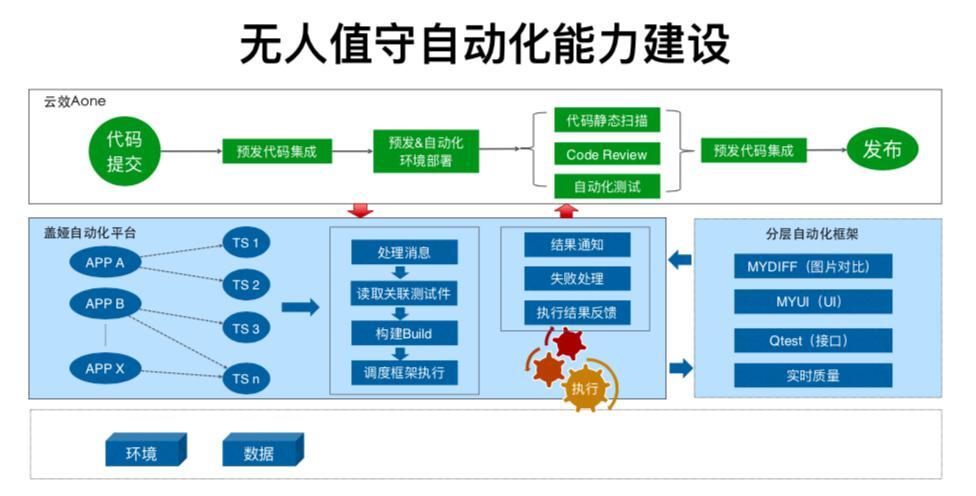 无人值守自动化能力建设
云效Aone
代码
提交
预发代码集成
预发&自动化
环境部署
代码静态扫描
Code Review
自动化测试
预发代码集成
发布
盖娅自动化平台
APP A
APP B
APP X
TS 1
TS 2
TS 3
TS n
处理消息
读取关联测试件
构建Build
调度框架执行
结果通知
失败处理
执行结果反馈
执行
分层自动化框架
MYDIFF（图片对比）
MYUI（UI）
Qtest（接口）
实时质量
环境
数据